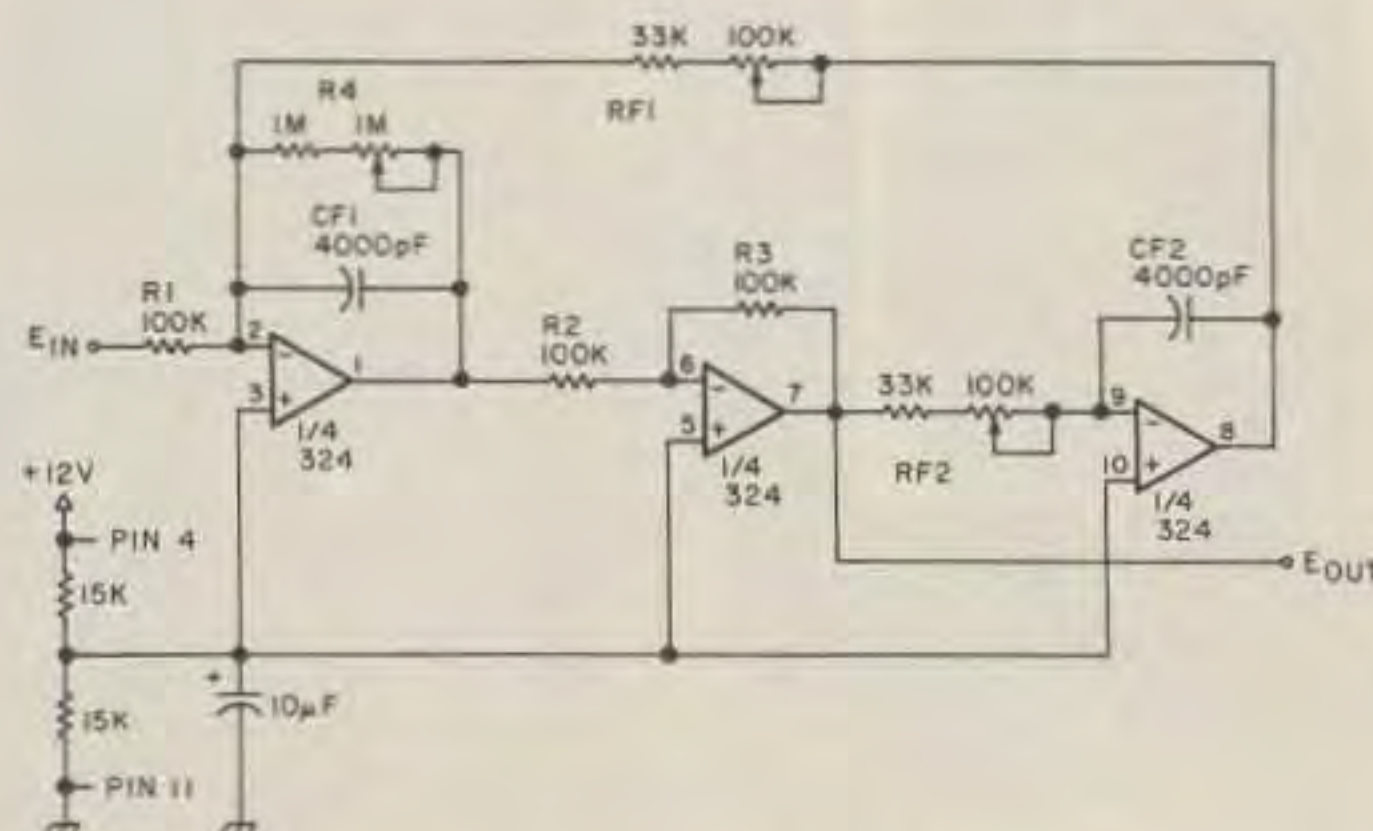 33K 100K
RF1
R4
1M 1M
CF1
4000pF
R1
100K
EIN
2
-
3
+
1
1/4
324
R2
100K
R3
100K
6
-
5
+
7
1/4
324
33K 100K
RF2
CF2
4000pF
9
-
10
+
8
1/4
324
EOUT
+12V
PIN 4
15K
+
10µF
15K
PIN 11